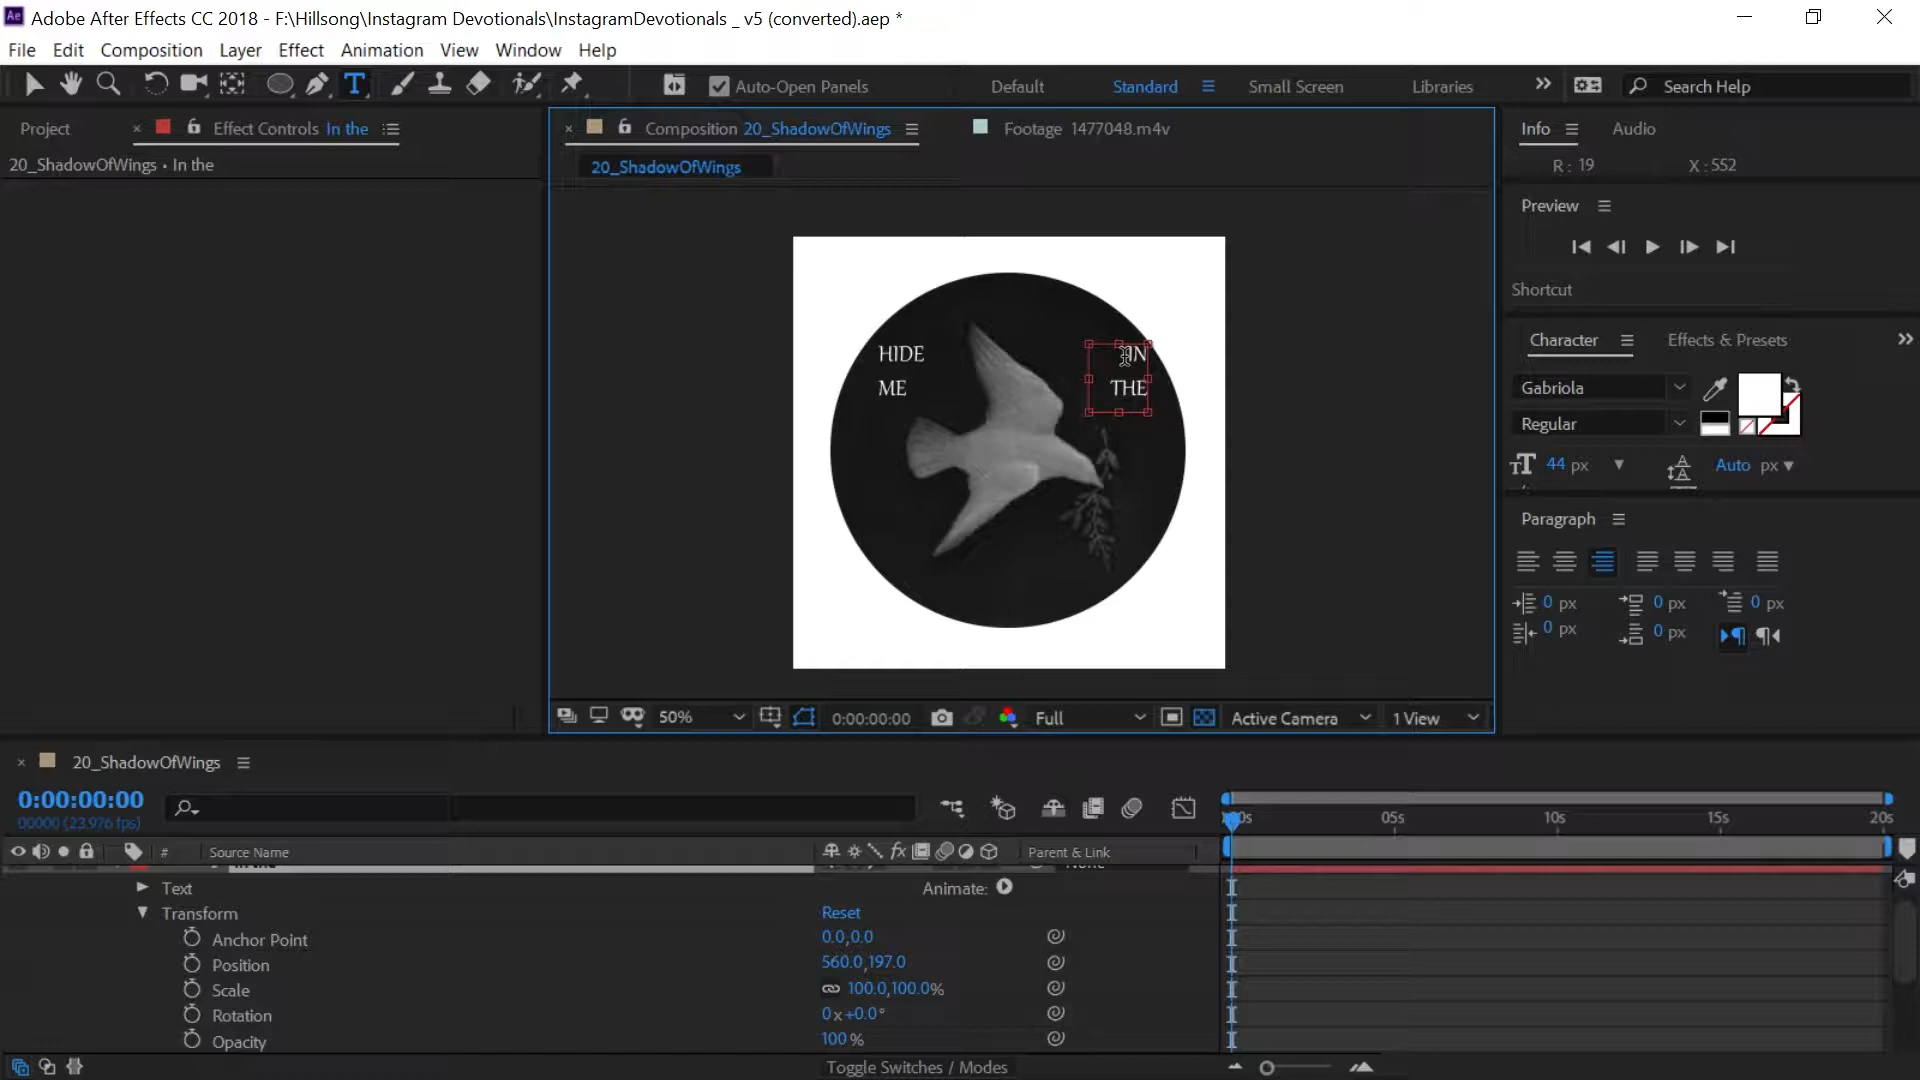 Adobe After Effects CC 2018 - F:\Hillsong\Instagram Devotionals\InstagramDevotionals _ v5 (converted).aep *
File Edit Composition Layer Effect Animation View Window Help
Auto-Open Panels Default Standard Small Screen Libraries Search Help
Project Effect Controls In the Composition 20_ShadowOfWings Footage 1477048.m4v Info Audio
20_ShadowOfWings • In the 20_ShadowOfWings R: 19 X: 552
Preview
Shortcut
Character Effects & Presets
HIDE
ME
IN
THE
Gabriola
Regular
44 px Auto px
Paragraph
0 px 0 px 0 px
0 px 0 px
50% 0:00:00:00 Full Active Camera 1 View
20_ShadowOfWings
0:00:00:00
00000 (23.976 fps)
05s 10s 15s 20s
# Source Name Parent & Link
Text Animate:
Transform Reset
Anchor Point 0.0,0.0
Position 560.0,197.0
Scale 100.0,100.0%
Rotation 0x+0.0°
Opacity 100%
Toggle Switches / Modes